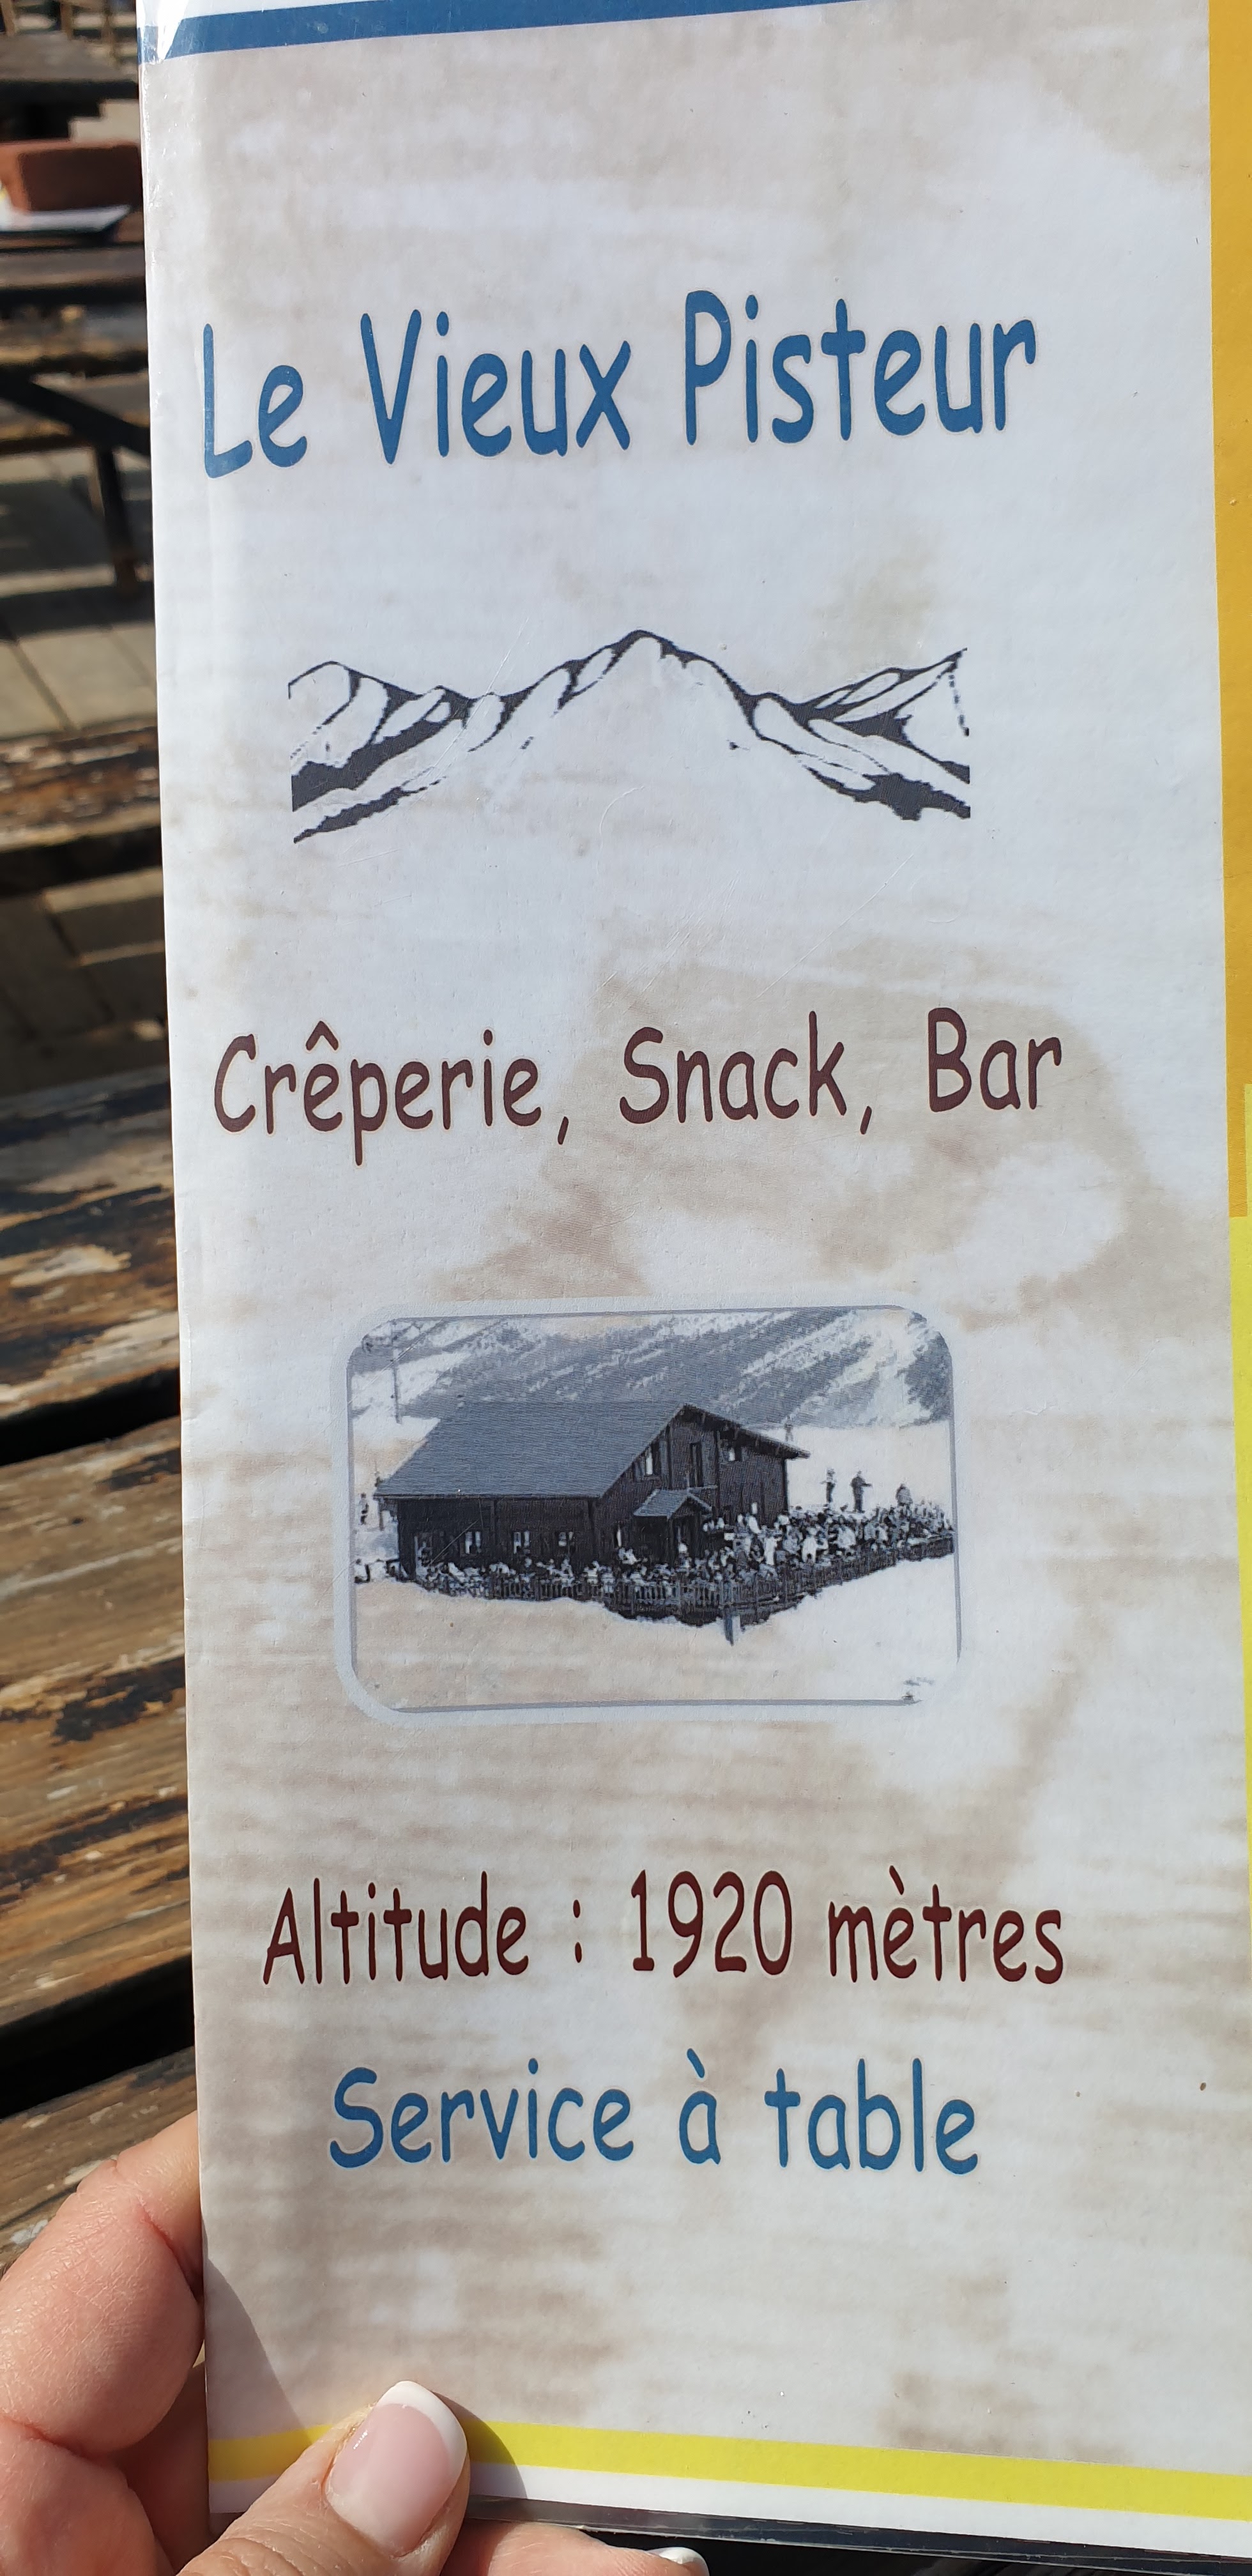 Le Vieux Pisteur
Crêperie, Snack, Bar
Altitude : 1920 mètres
Service à table